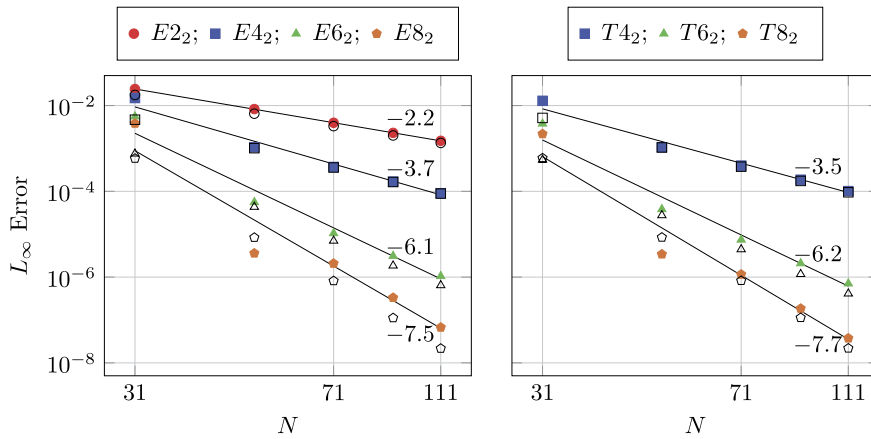 E2₂; E4₂; E6₂; E8₂
T4₂; T6₂; T8₂
L∞ Error
10⁻²
10⁻⁴
10⁻⁶
10⁻⁸
−2.2
−3.7
−6.1
−7.5
31 71 111
N
−3.5
−6.2
−7.7
31 71 111
N